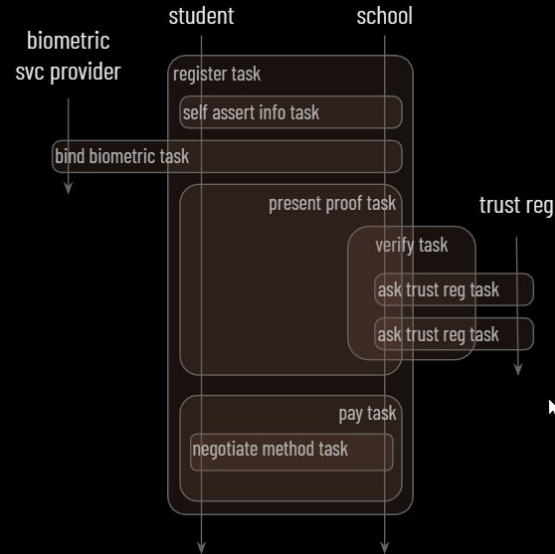 student
school
biometric
svc provider
register task
self assert info task
bind biometric task
present proof task
trust reg
verify task
ask trust reg task
ask trust reg task
pay task
negotiate method task